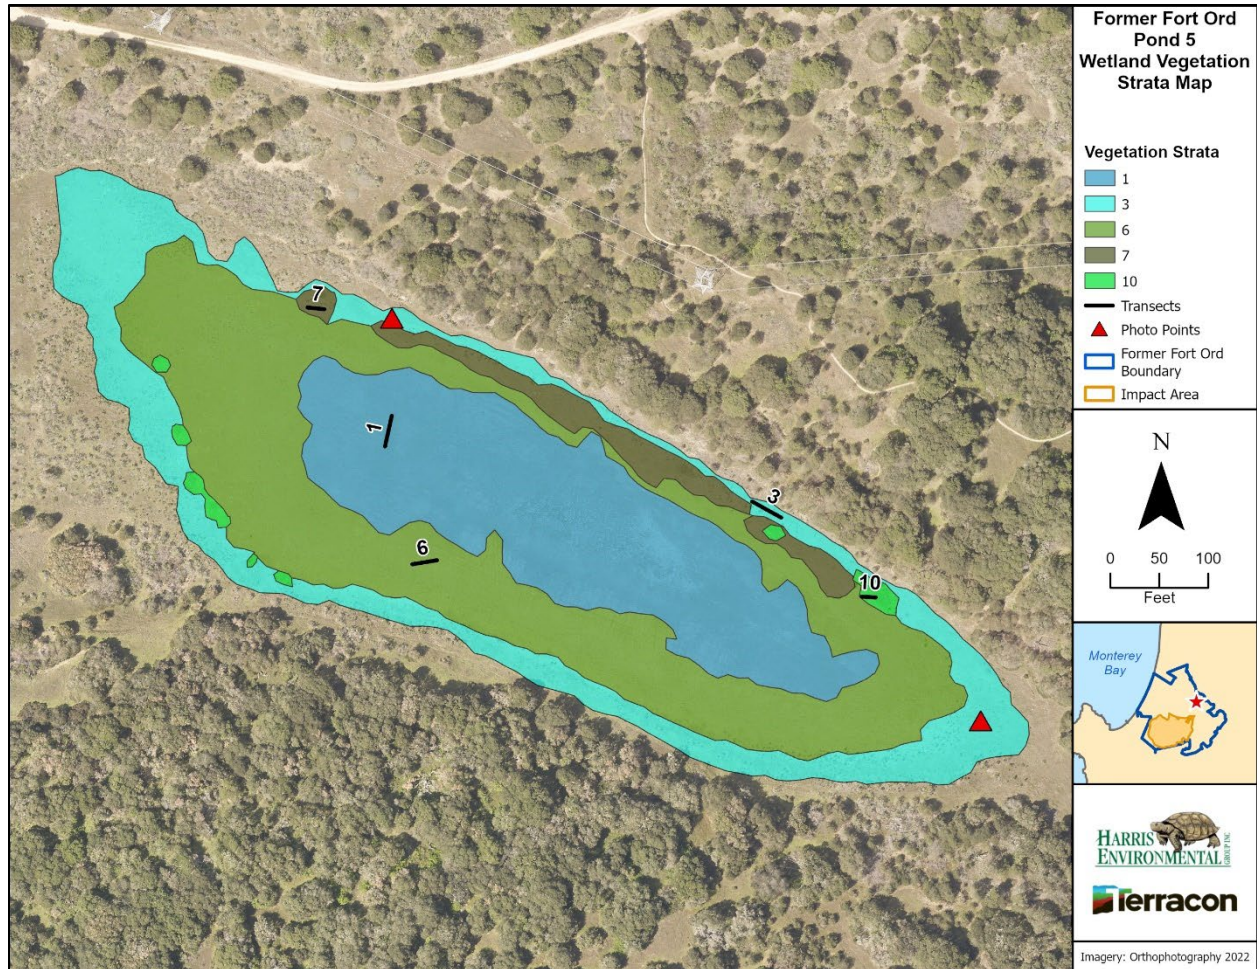 Former Fort Ord
Pond 5
Wetland Vegetation
Strata Map
Vegetation Strata
1
3
6
7
10
Transects
Photo Points
Former Fort Ord
Boundary
Impact Area
7
1
3
6
10
N
0 50 100
Feet
Monterey
Bay
HARRIS
ENVIRONMENTAL
GROUP INC.
Terracon
Imagery: Orthophotography 2022